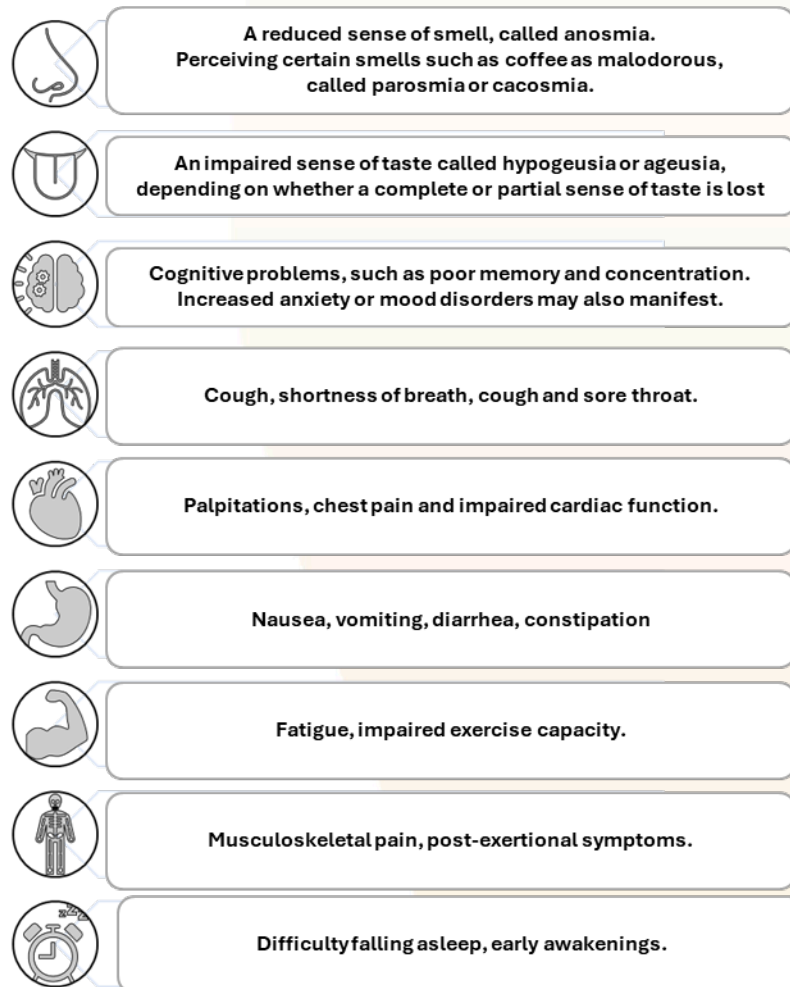 A reduced sense of smell, called anosmia.
Perceiving certain smells such as coffee as malodorous,
called parosmia or cacosmia.
An impaired sense of taste called hypogeusia or ageusia,
depending on whether a complete or partial sense of taste is lost
Cognitive problems, such as poor memory and concentration.
Increased anxiety or mood disorders may also manifest.
Cough, shortness of breath, cough and sore throat.
Palpitations, chest pain and impaired cardiac function.
Nausea, vomiting, diarrhea, constipation
Fatigue, impaired exercise capacity.
Musculoskeletal pain, post-exertional symptoms.
zZZZ
Difficulty falling asleep, early awakenings.